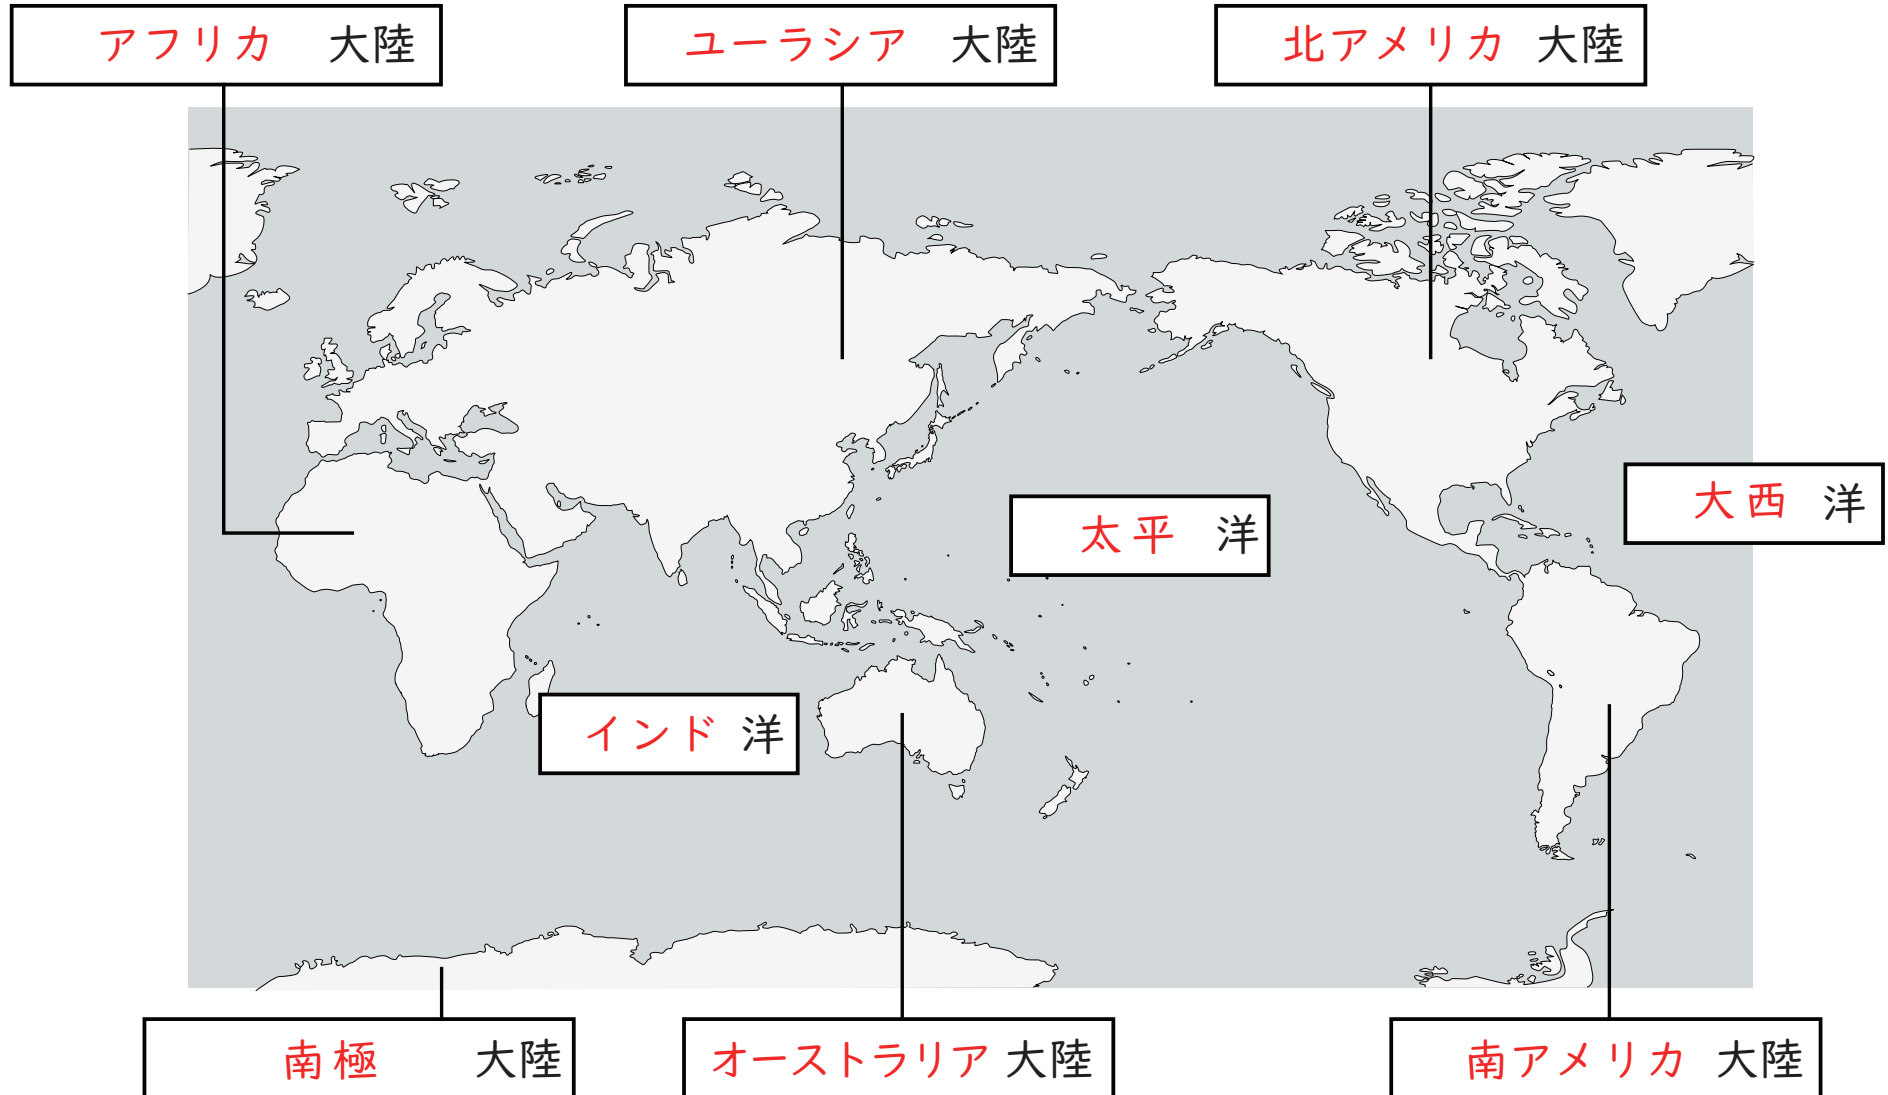 アフリカ 大陸
ユーラシア 大陸
北アメリカ 大陸
大西 洋
太平 洋
インド 洋
南極 大陸
オーストラリア 大陸
南アメリカ 大陸